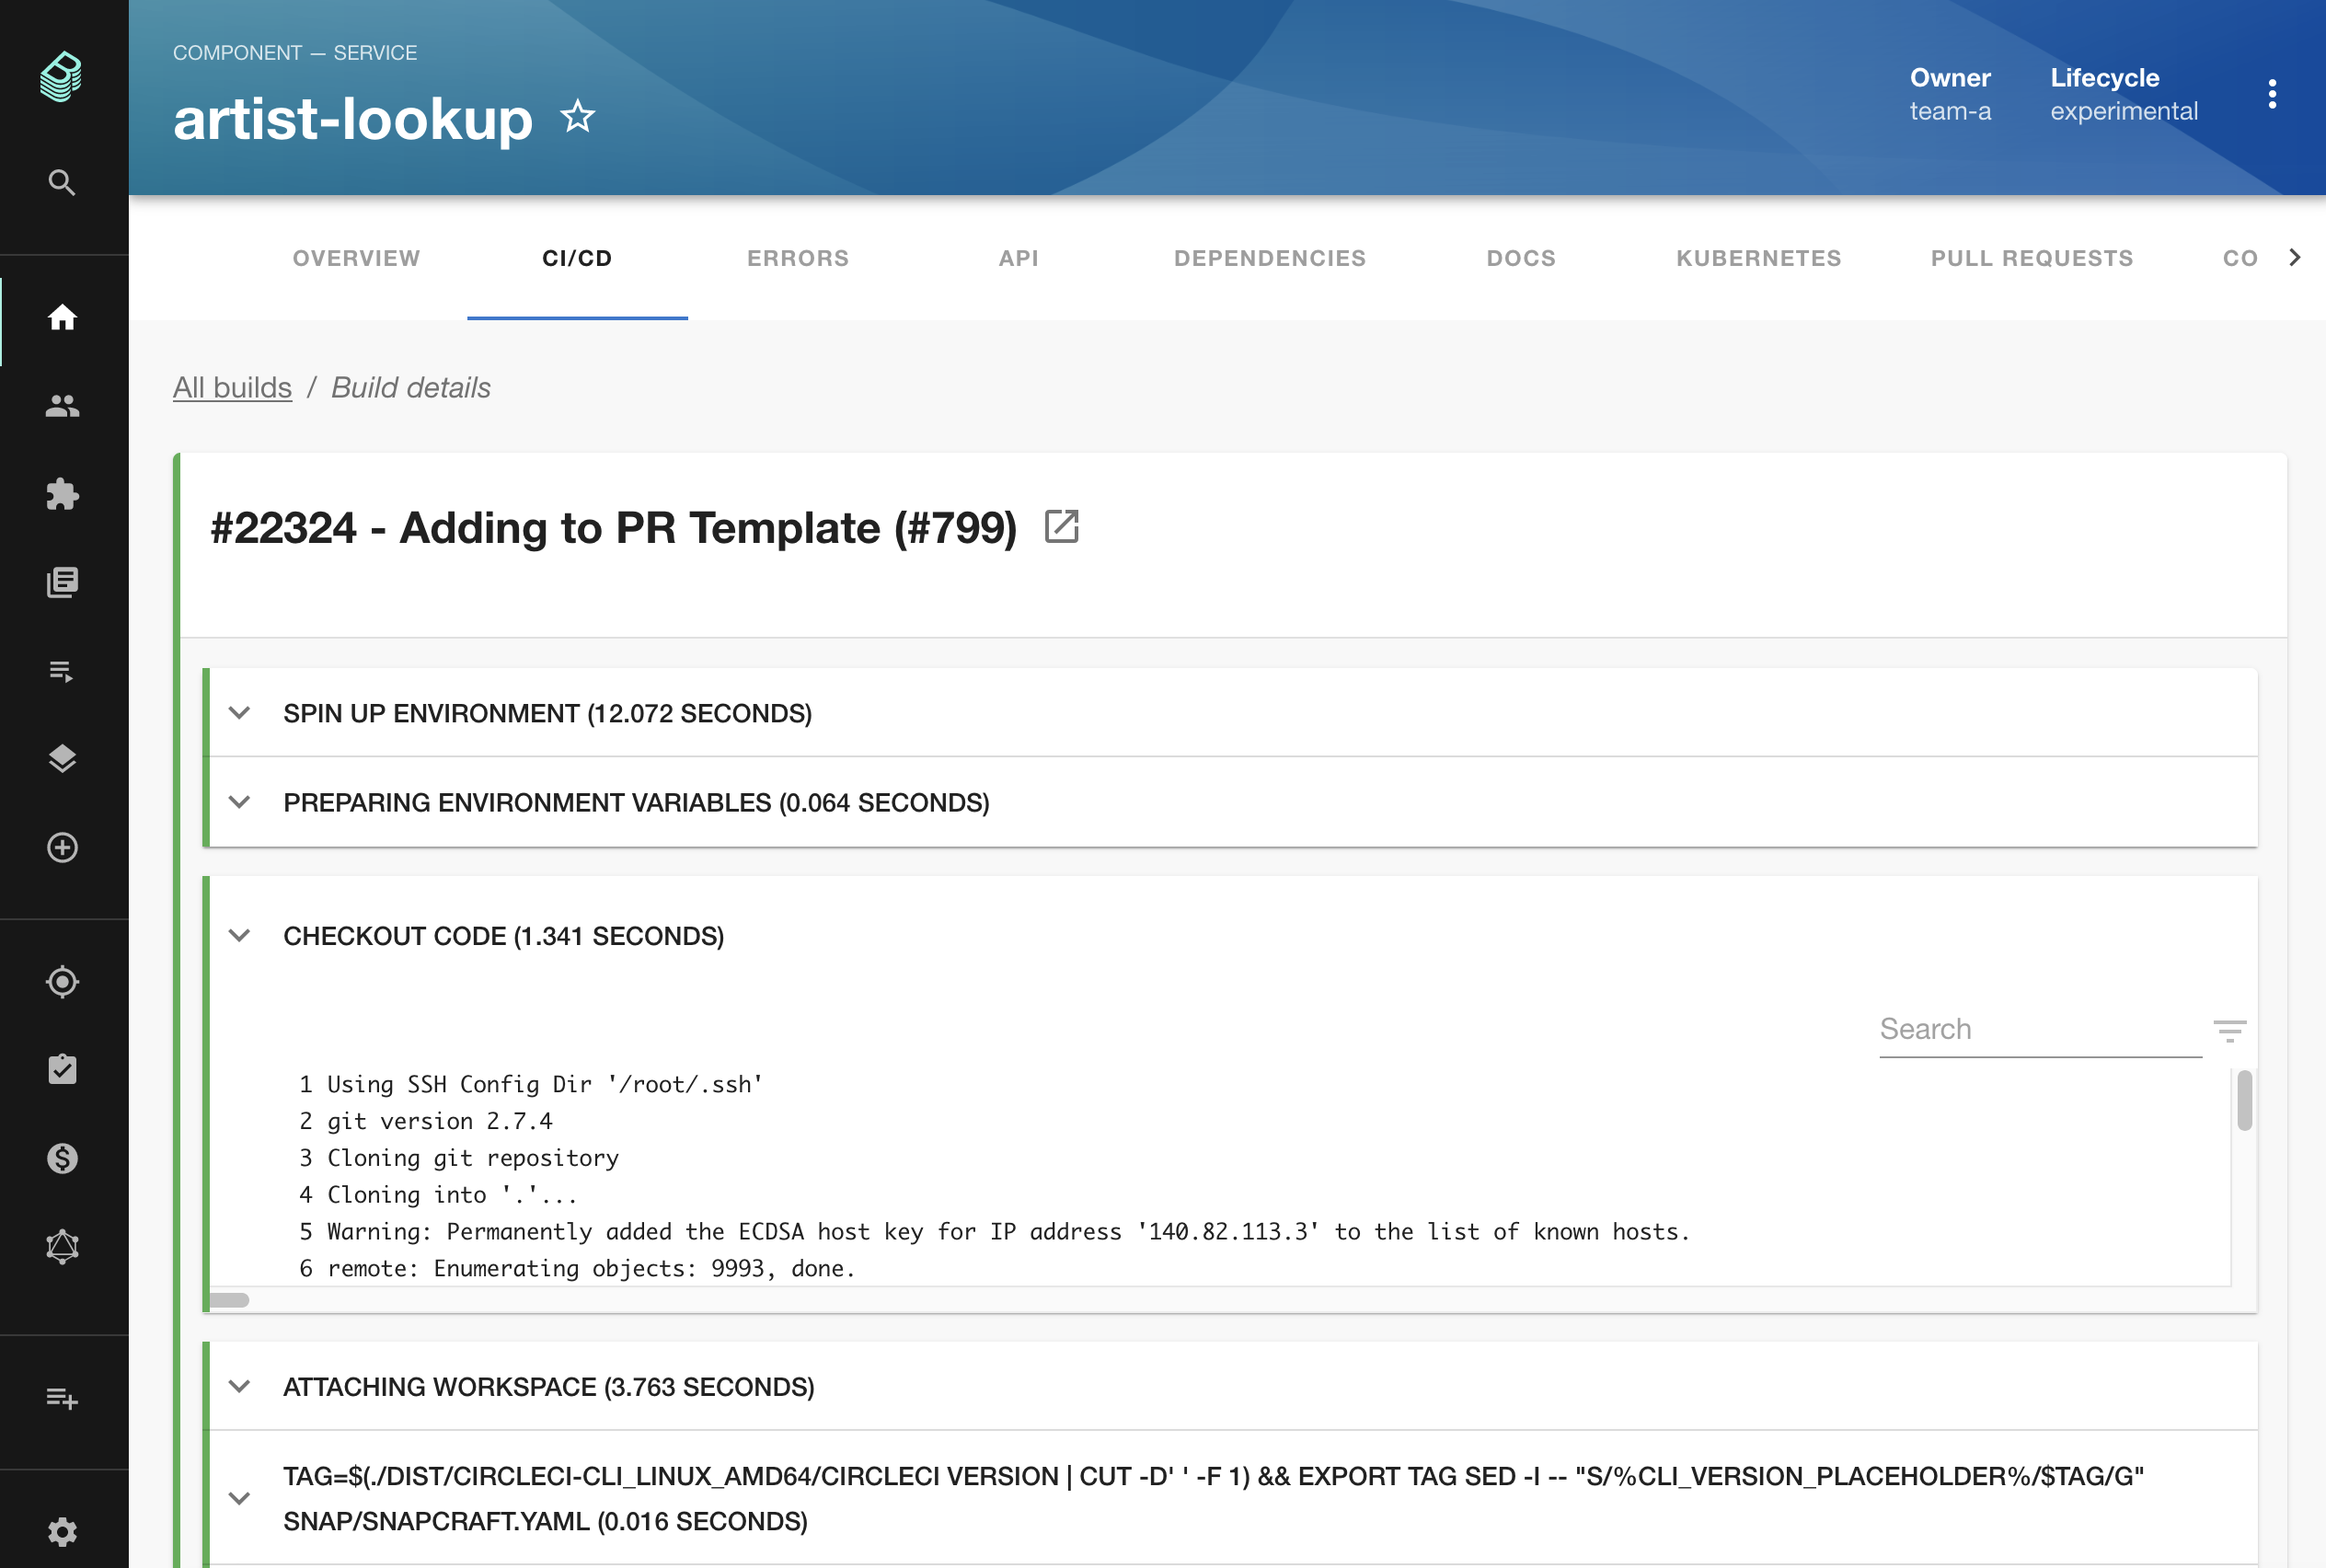 COMPONENT — SERVICE
artist-lookup
Owner
team-a
Lifecycle
experimental
OVERVIEW
CI/CD
ERRORS
API
DEPENDENCIES
DOCS
KUBERNETES
PULL REQUESTS
CO
All builds / Build details
#22324 - Adding to PR Template (#799)
SPIN UP ENVIRONMENT (12.072 SECONDS)
PREPARING ENVIRONMENT VARIABLES (0.064 SECONDS)
CHECKOUT CODE (1.341 SECONDS)
Search
1 Using SSH Config Dir '/root/.ssh'
2 git version 2.7.4
3 Cloning git repository
4 Cloning into '.'...
5 Warning: Permanently added the ECDSA host key for IP address '140.82.113.3' to the list of known hosts.
6 remote: Enumerating objects: 9993, done.
ATTACHING WORKSPACE (3.763 SECONDS)
TAG=$(./DIST/CIRCLECI-CLI_LINUX_AMD64/CIRCLECI VERSION | CUT -D' ' -F 1) && EXPORT TAG SED -I -- "S/%CLI_VERSION_PLACEHOLDER%/$TAG/G"
SNAP/SNAPCRAFT.YAML (0.016 SECONDS)